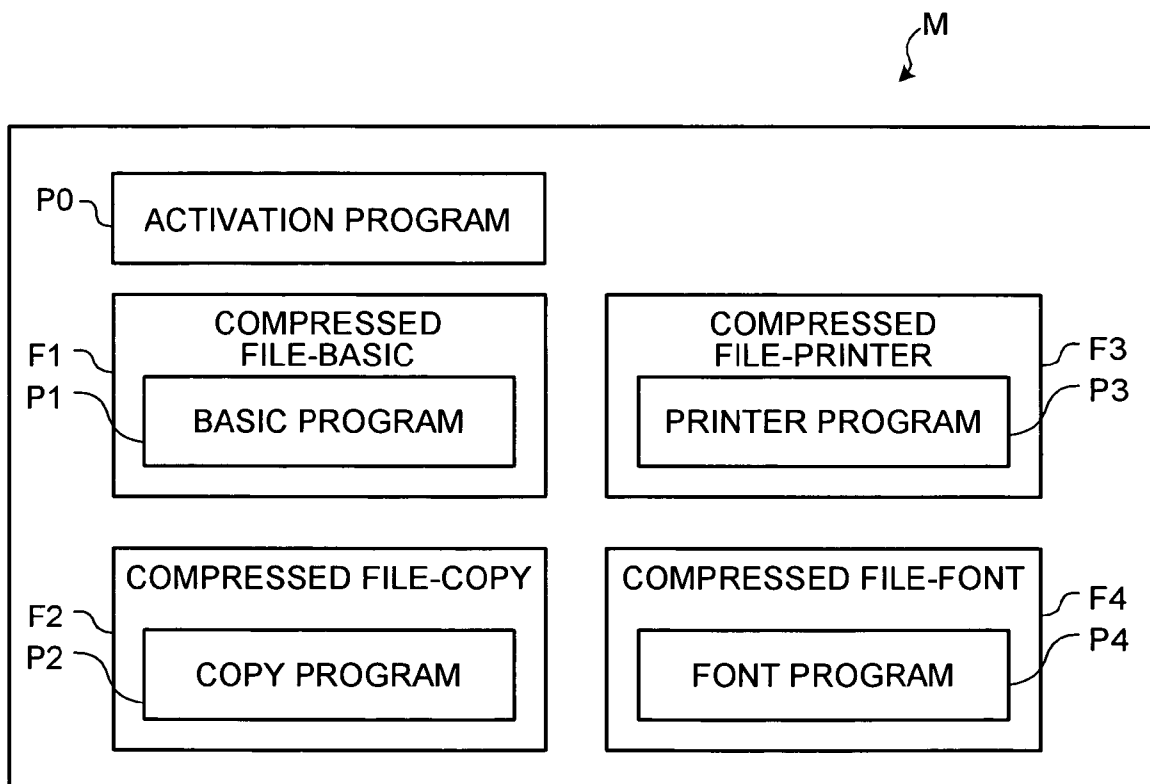 M
P0
ACTIVATION PROGRAM
F1
COMPRESSED
FILE-BASIC
P1
BASIC PROGRAM
COMPRESSED
FILE-PRINTER
F3
PRINTER PROGRAM
P3
F2
COMPRESSED FILE-COPY
P2
COPY PROGRAM
COMPRESSED FILE-FONT
F4
FONT PROGRAM
P4